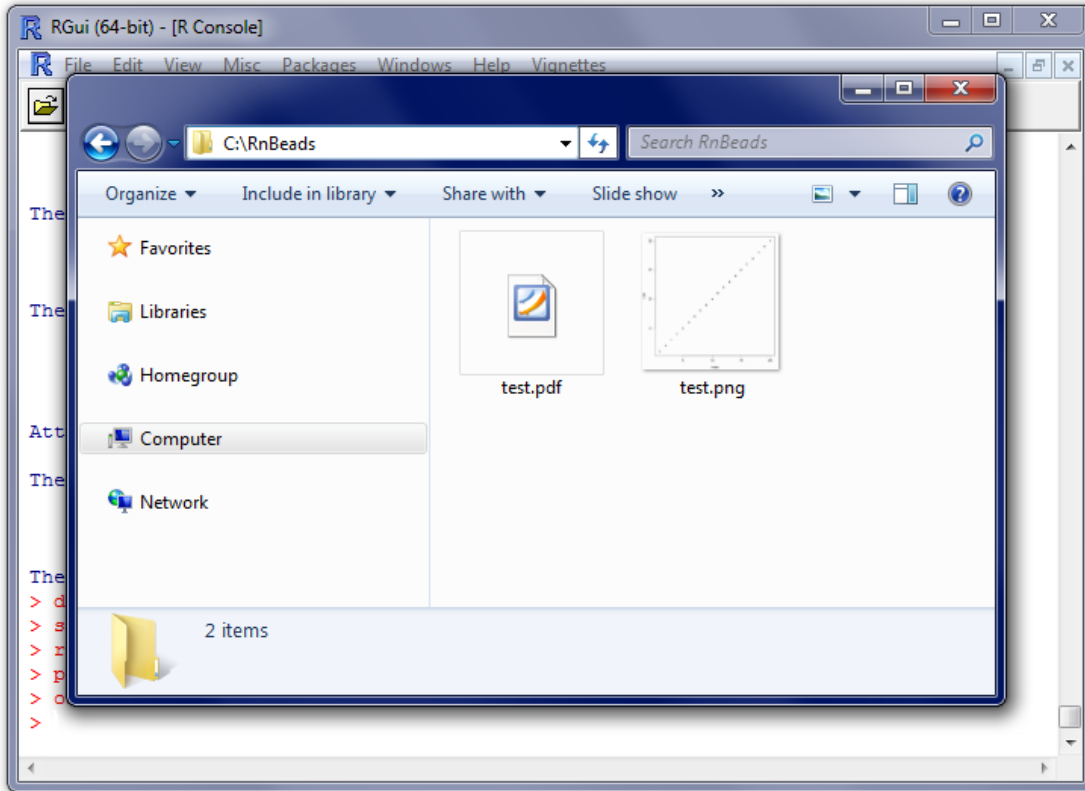 RGui (64-bit) - [R Console]
File Edit View Misc Packages Windows Help Vignettes
C:\RnBeads
Search RnBeads
Organize
Include in library
Share with
Slide show
»
Favorites
Libraries
Homegroup
Computer
Network
test.pdf
test.png
2 items
The
The
Att
The
The
> d
> s
> r
> p
> o
>